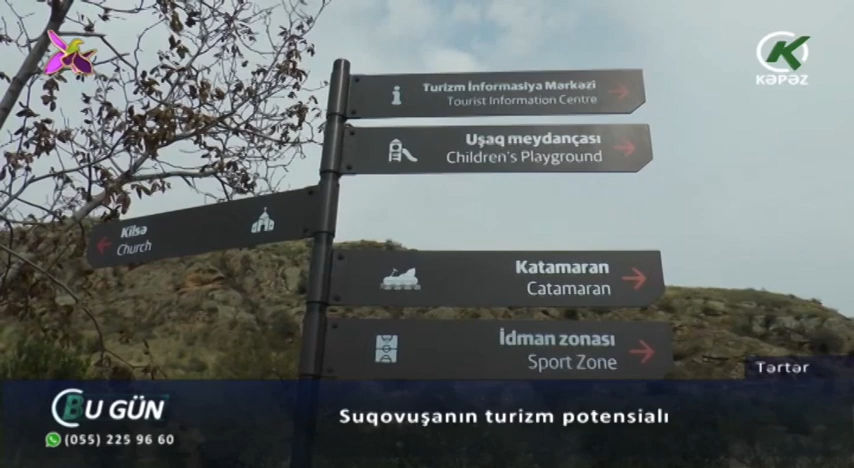 KƏPƏZ
Turizm İnformasiya Mərkəzi
Tourist Information Centre
Uşaq meydançası
Children's Playground
Kilsə
Church
Katamaran
Catamaran
İdman zonası
Sport Zone
Tərtər
BU GÜN
Suqovuşanın turizm potensialı
(055) 225 96 60